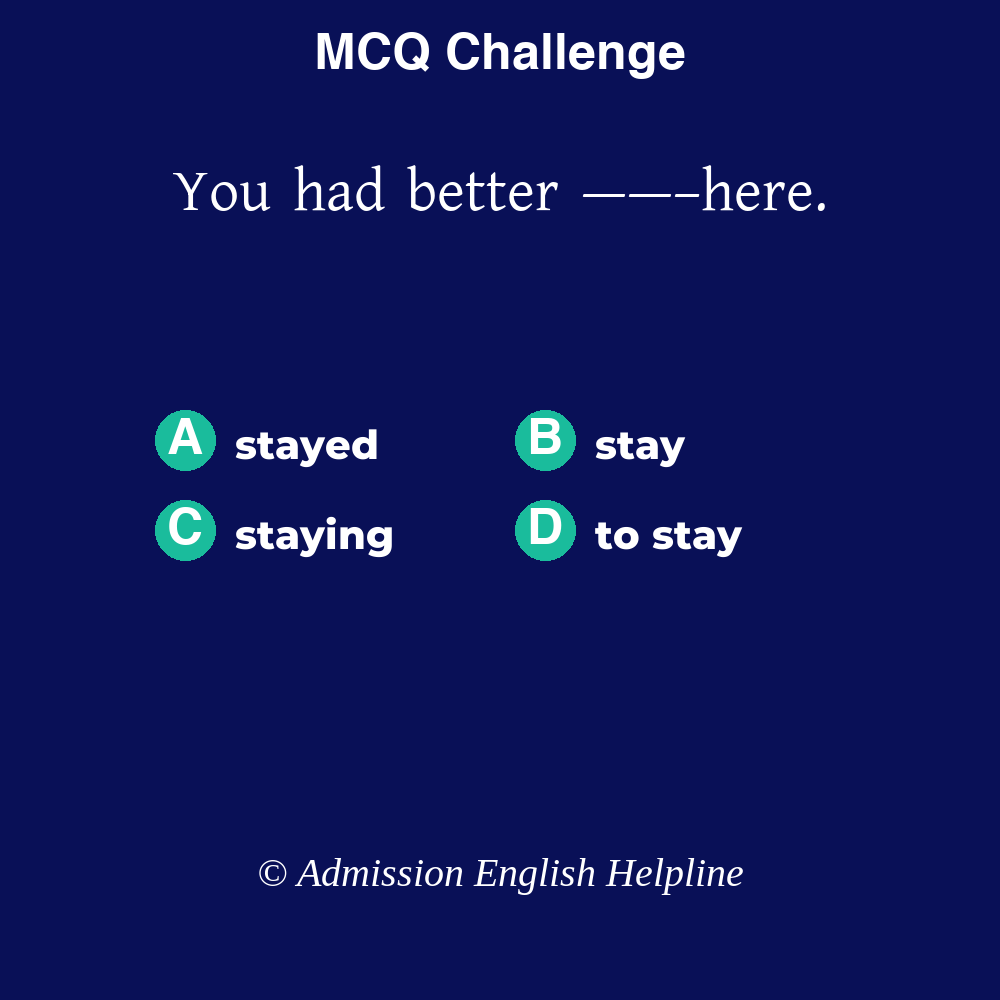 MCQ Challenge
You had better ——–here.
A stayed B stay
C staying D to stay
© Admission English Helpline